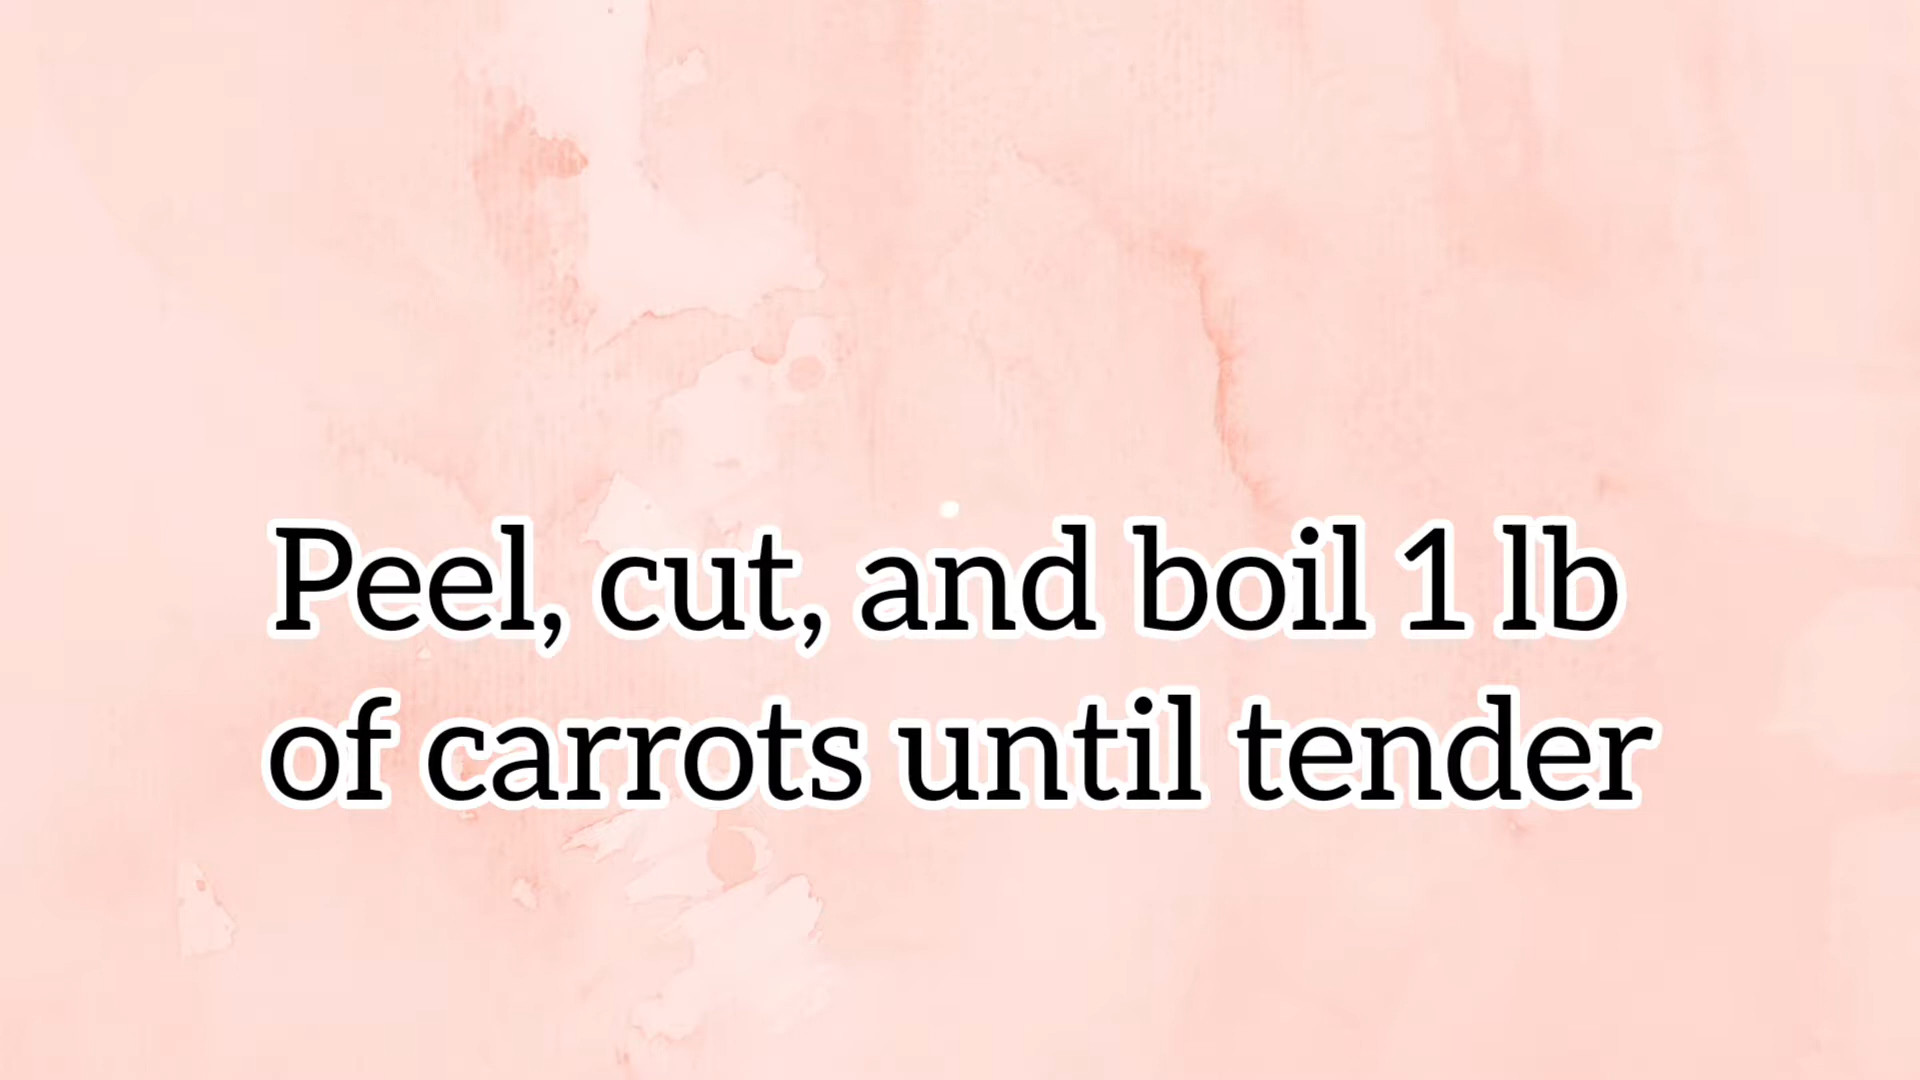 Peel, cut, and boil 1 lb
of carrots until tender